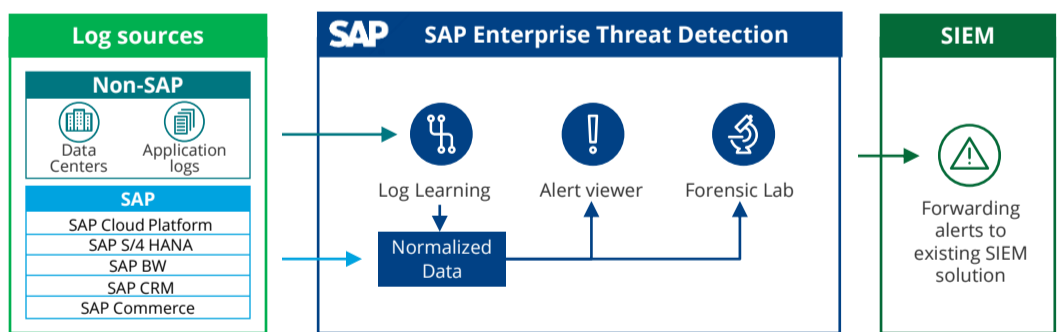 Log sources
Non-SAP
Data
Centers
Application
logs
SAP
SAP Cloud Platform
SAP S/4 HANA
SAP BW
SAP CRM
SAP Commerce
SAP
SAP Enterprise Threat Detection
Log Learning
Alert viewer
Forensic Lab
Normalized
Data
SIEM
Forwarding
alerts to
existing SIEM
solution